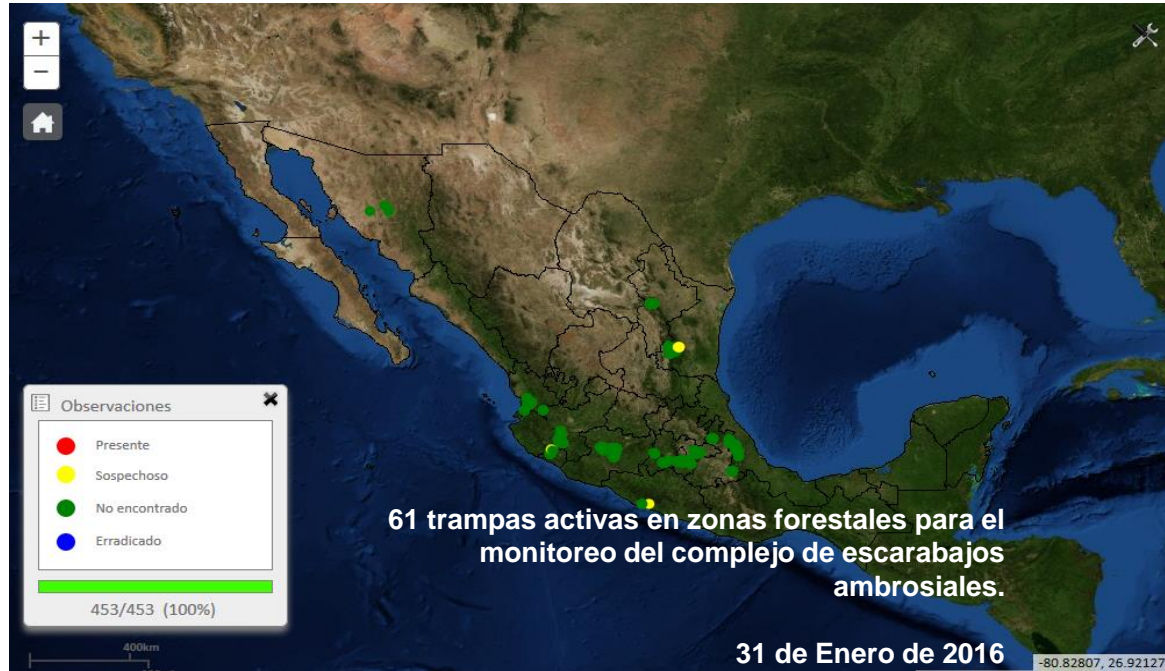 +
−
Observaciones
Presente
Sospechoso
No encontrado
Erradicado
453/453 (100%)
61 trampas activas en zonas forestales para el
monitoreo del complejo de escarabajos
ambrosiales.
31 de Enero de 2016
400km
-80.82807, 26.92127